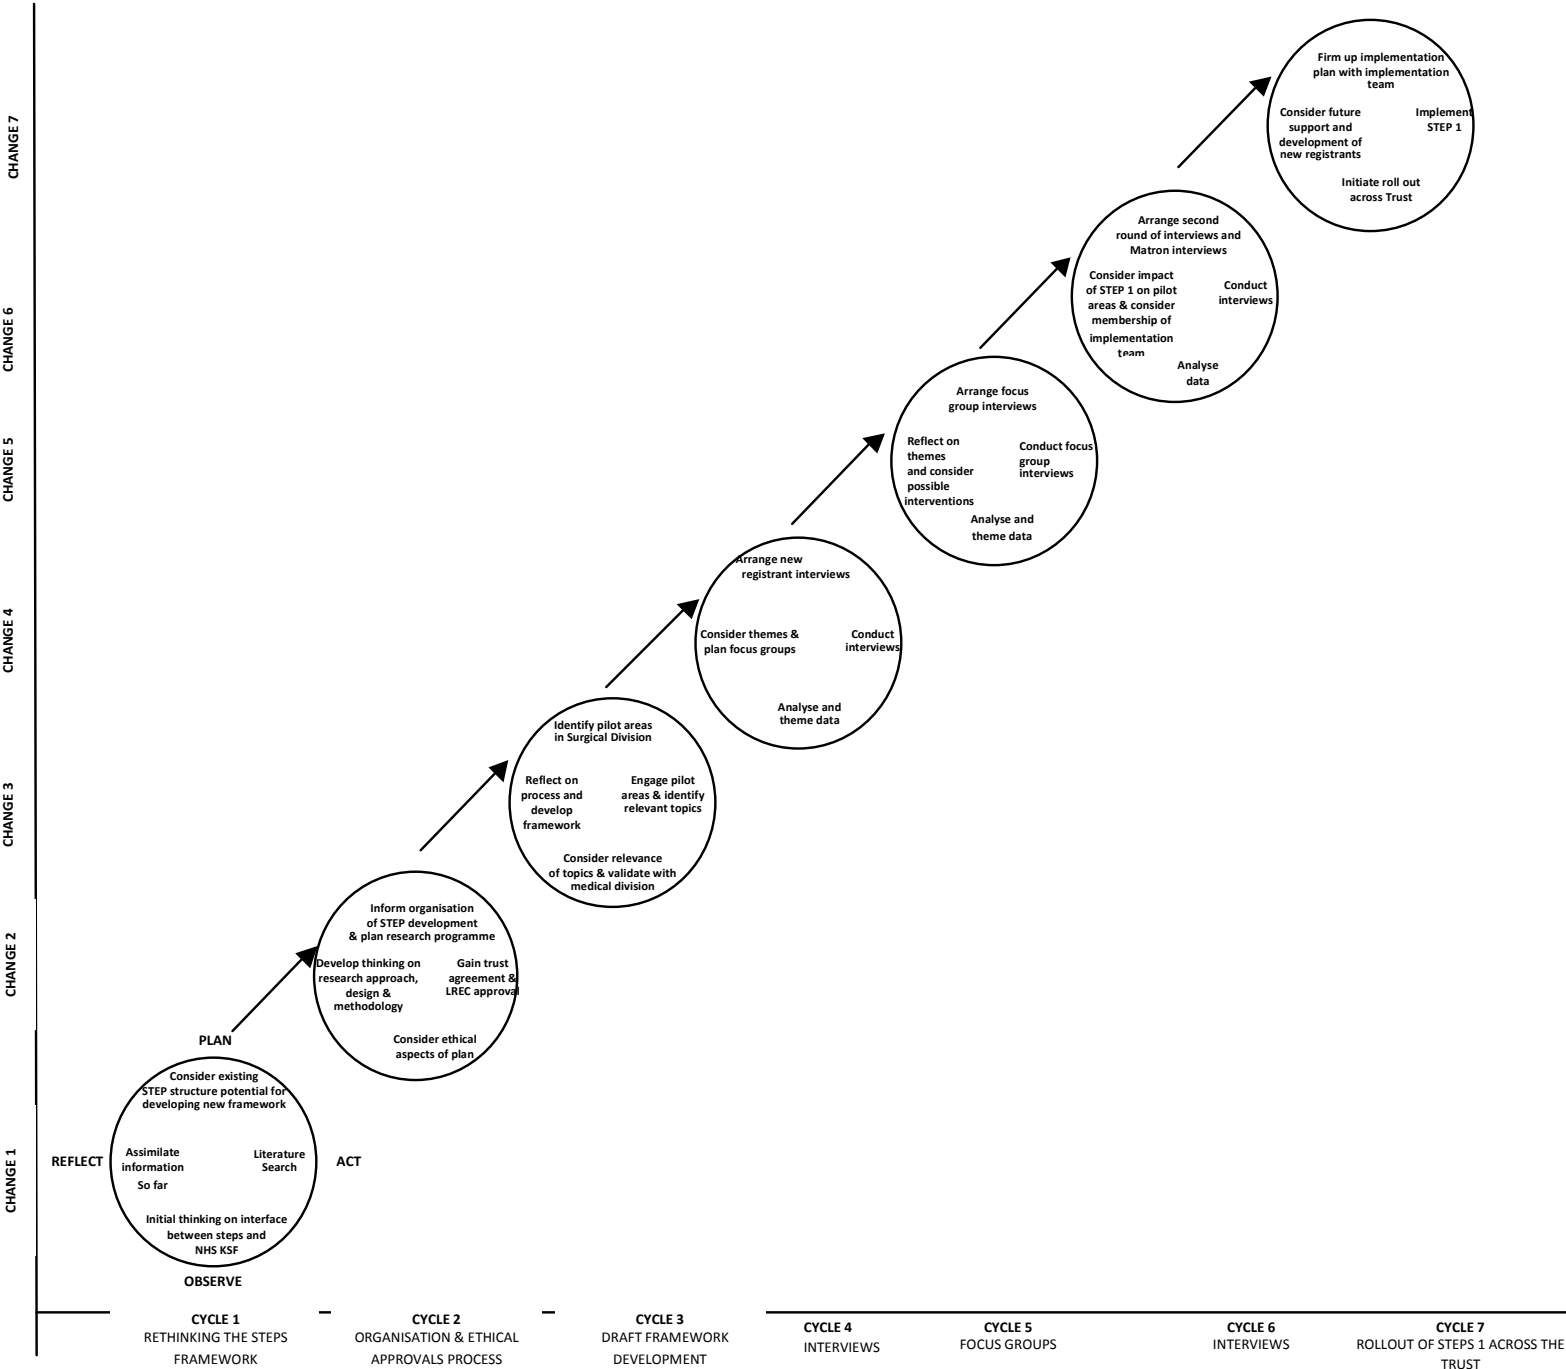 CHANGE 7
CHANGE 6
CHANGE 5
CHANGE 4
CHANGE 3
CHANGE 2
CHANGE 1
Firm up implementation
plan with implementation
team
Consider future
support and
development of
new registrants
Implement
STEP 1
Initiate roll out
across Trust
Arrange second
round of interviews and
Matron interviews
Consider impact
of STEP 1 on pilot
areas & consider
membership of
implementation
team
Conduct
interviews
Analyse
data
Arrange focus
group interviews
Reflect on
themes
and consider
possible
interventions
Conduct focus
group
interviews
Analyse and
theme data
Arrange new
registrant interviews
Consider themes &
plan focus groups
Conduct
interviews
Analyse and
theme data
Identify pilot areas
in Surgical Division
Reflect on
process and
develop
framework
Engage pilot
areas & identify
relevant topics
Consider relevance
of topics & validate with
medical division
Inform organisation
of STEP development
& plan research programme
Develop thinking on
research approach,
design &
methodology
Gain trust
agreement &
LREC approval
Consider ethical
aspects of plan
PLAN
Consider existing
STEP structure potential for
developing new framework
REFLECT
Assimilate
information
So far
Literature
Search
ACT
Initial thinking on interface
between steps and
NHS KSF
OBSERVE
CYCLE 1
RETHINKING THE STEPS
FRAMEWORK
CYCLE 2
ORGANISATION & ETHICAL
APPROVALS PROCESS
CYCLE 3
DRAFT FRAMEWORK
DEVELOPMENT
CYCLE 4
INTERVIEWS
CYCLE 5
FOCUS GROUPS
CYCLE 6
INTERVIEWS
CYCLE 7
ROLLOUT OF STEPS 1 ACROSS THE
TRUST